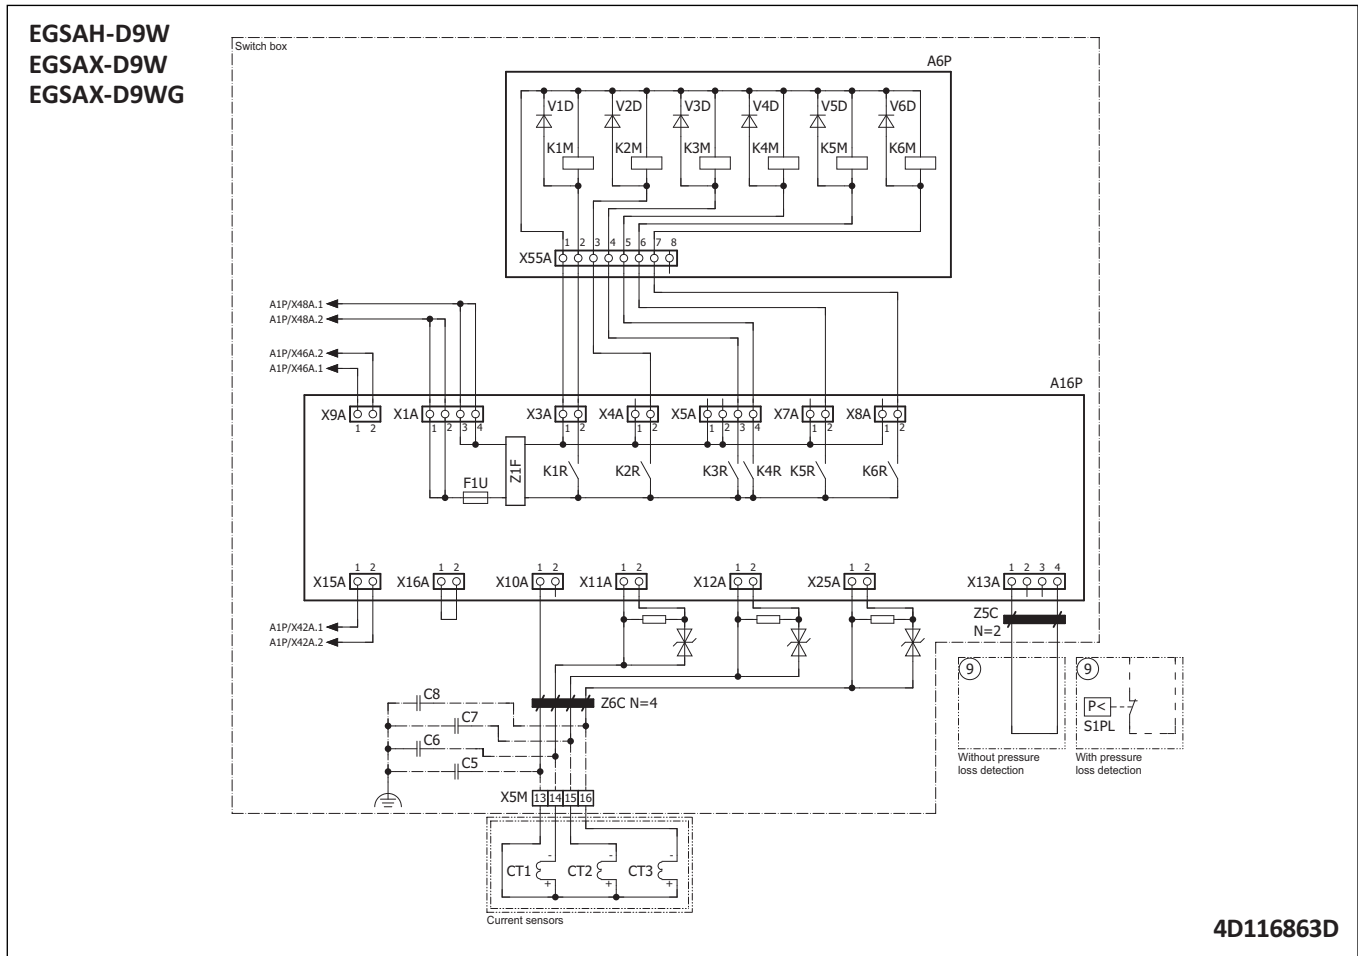 EGSAH-D9W
EGSAX-D9W
EGSAX-D9WG
Switch box
A6P
V1D V2D V3D V4D V5D V6D
K1M K2M K3M K4M K5M K6M
1 2 3 4 5 6 7 8
X55A
A1P/X48A.1
A1P/X48A.2
A1P/X46A.2
A1P/X46A.1
A16P
X9A X1A X3A X4A X5A X7A X8A
1 2 1 2 3 4 1 2 1 2 1 2 3 4 1 2 1 2
Z1F
K1R K2R K3R K4R K5R K6R
F1U
1 2 1 2 1 2 1 2 1 2 1 2 1 2 3 4
X15A X16A X10A X11A X12A X25A X13A
A1P/X42A.1
A1P/X42A.2
Z5C
N=2
9 9
C8
Z6C N=4
C7
C6
C5
P<
S1PL
Without pressure
loss detection
With pressure
loss detection
X5M 13 14 15 16
- - -
CT1 CT2 CT3
+ + +
Current sensors
4D116863D